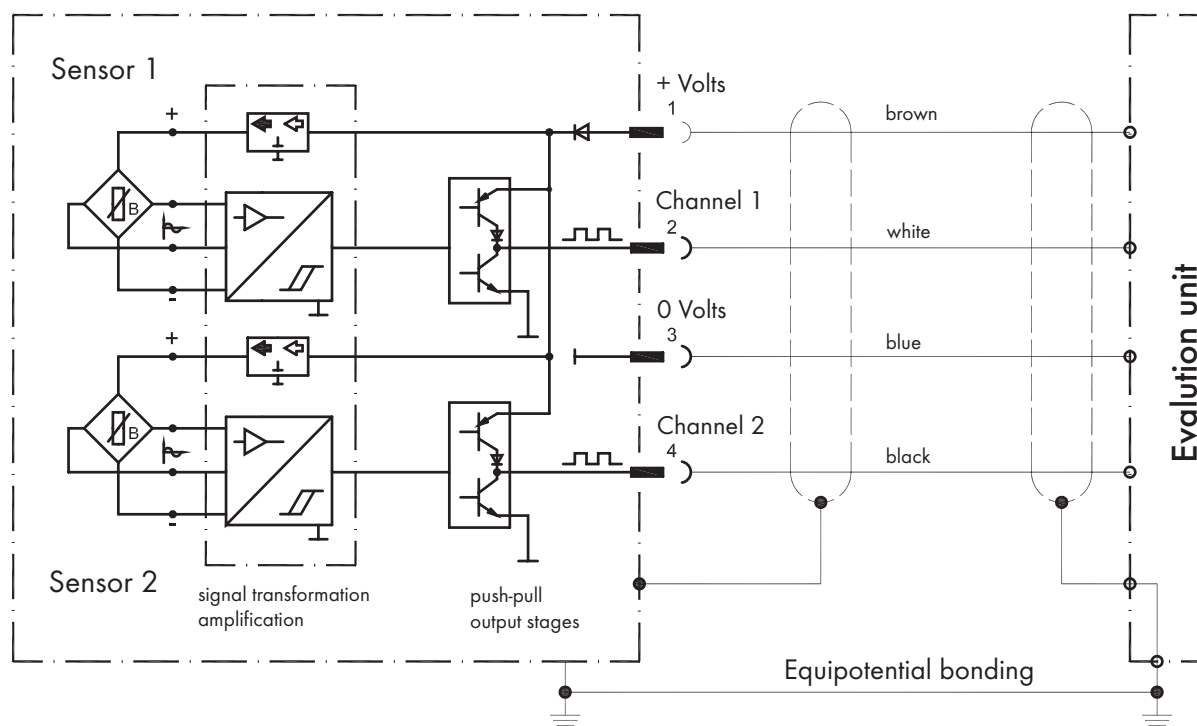 Sensor 1
+ Volts
1
brown
+
B
Channel 1
2
white
-
0 Volts
3
blue
+
B
Channel 2
4
black
-
Sensor 2
signal transformation
amplification
push-pull
output stages
Equipotential bonding
Evalution unit